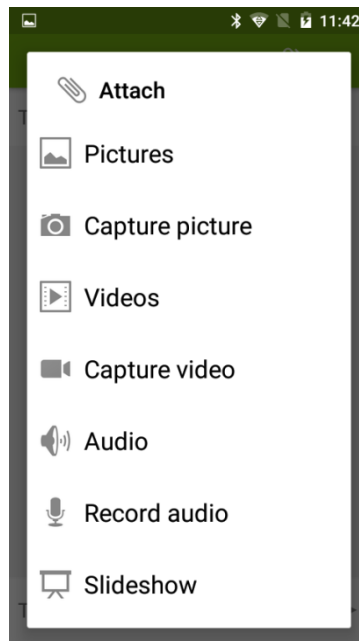 11:42
Attach
Pictures
Capture picture
Videos
Capture video
Audio
Record audio
Slideshow